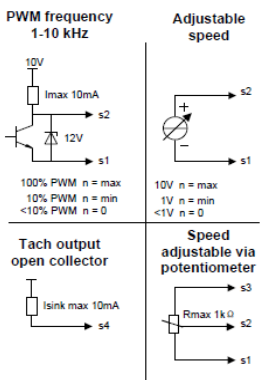 PWM frequency
1-10 kHz
10V
Imax 10mA
s2
12V
s1
100% PWM n = max
10% PWM n = min
<10% PWM n = 0
Adjustable
speed
s2
+
−
s1
10V n = max
1V n = min
<1V n = 0
Tach output
open collector
Isink max 10mA
s4
Speed
adjustable via
potentiometer
s3
Rmax 1kΩ
s2
s1